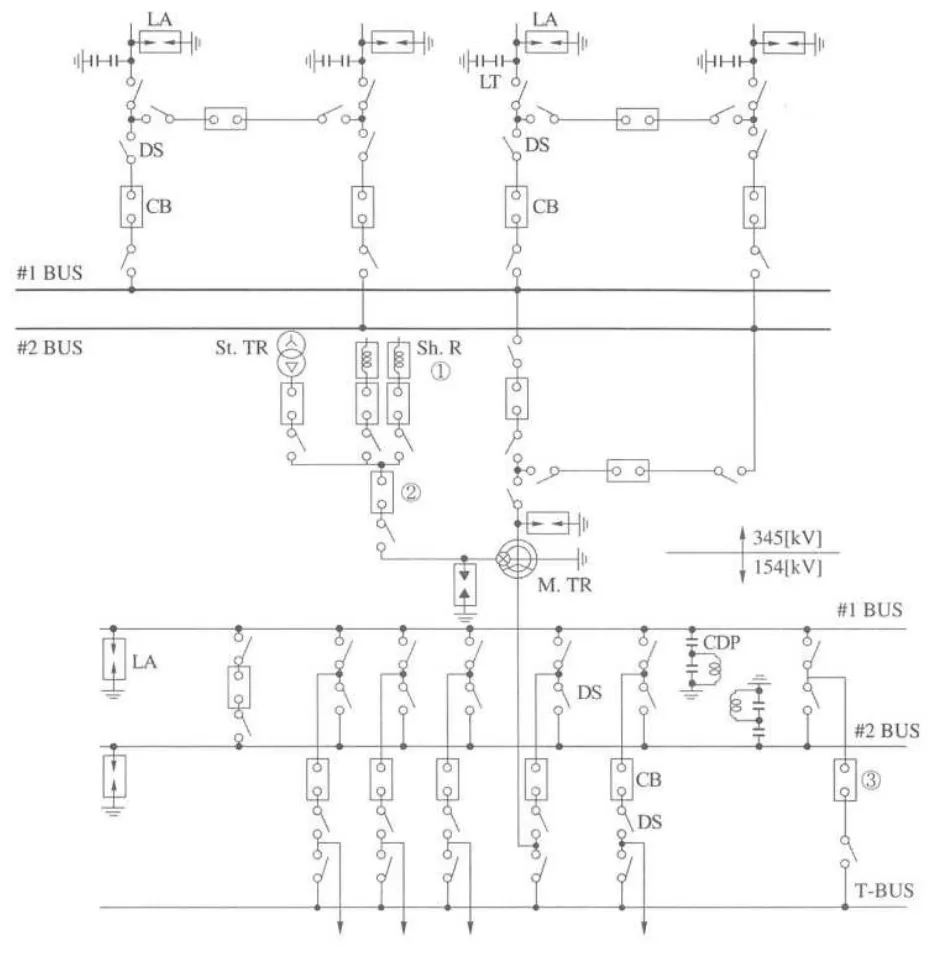 LA
LA
LT
DS
DS
CB
CB
#1 BUS
#2 BUS
St. TR
Sh. R
①
②
345[kV]
154[kV]
M. TR
#1 BUS
LA
CDP
DS
#2 BUS
CB
③
DS
T-BUS